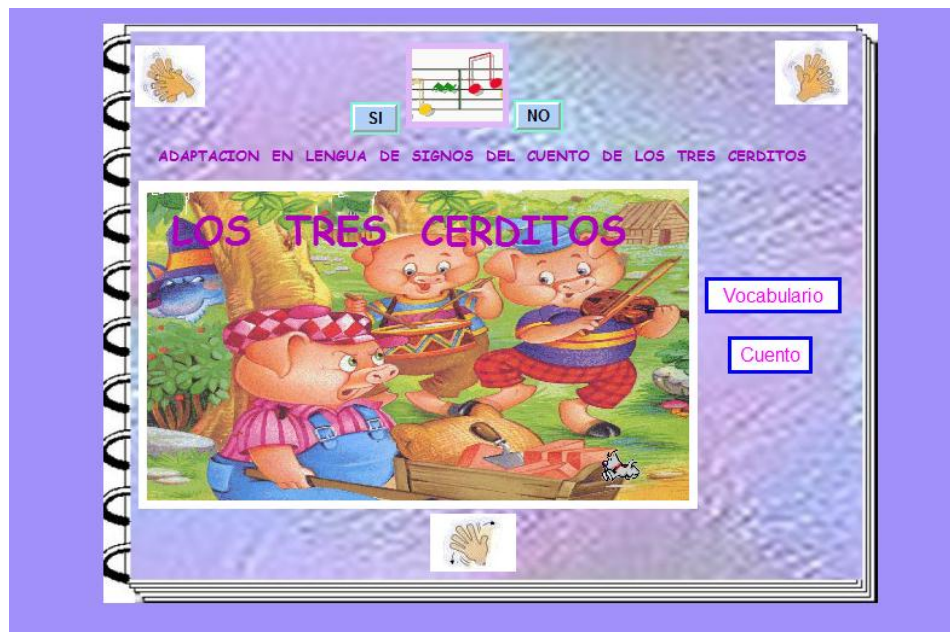 SI
NO
ADAPTACION EN LENGUA DE SIGNOS DEL CUENTO DE LOS TRES CERDITOS
LOS TRES CERDITOS
Vocabulario
Cuento